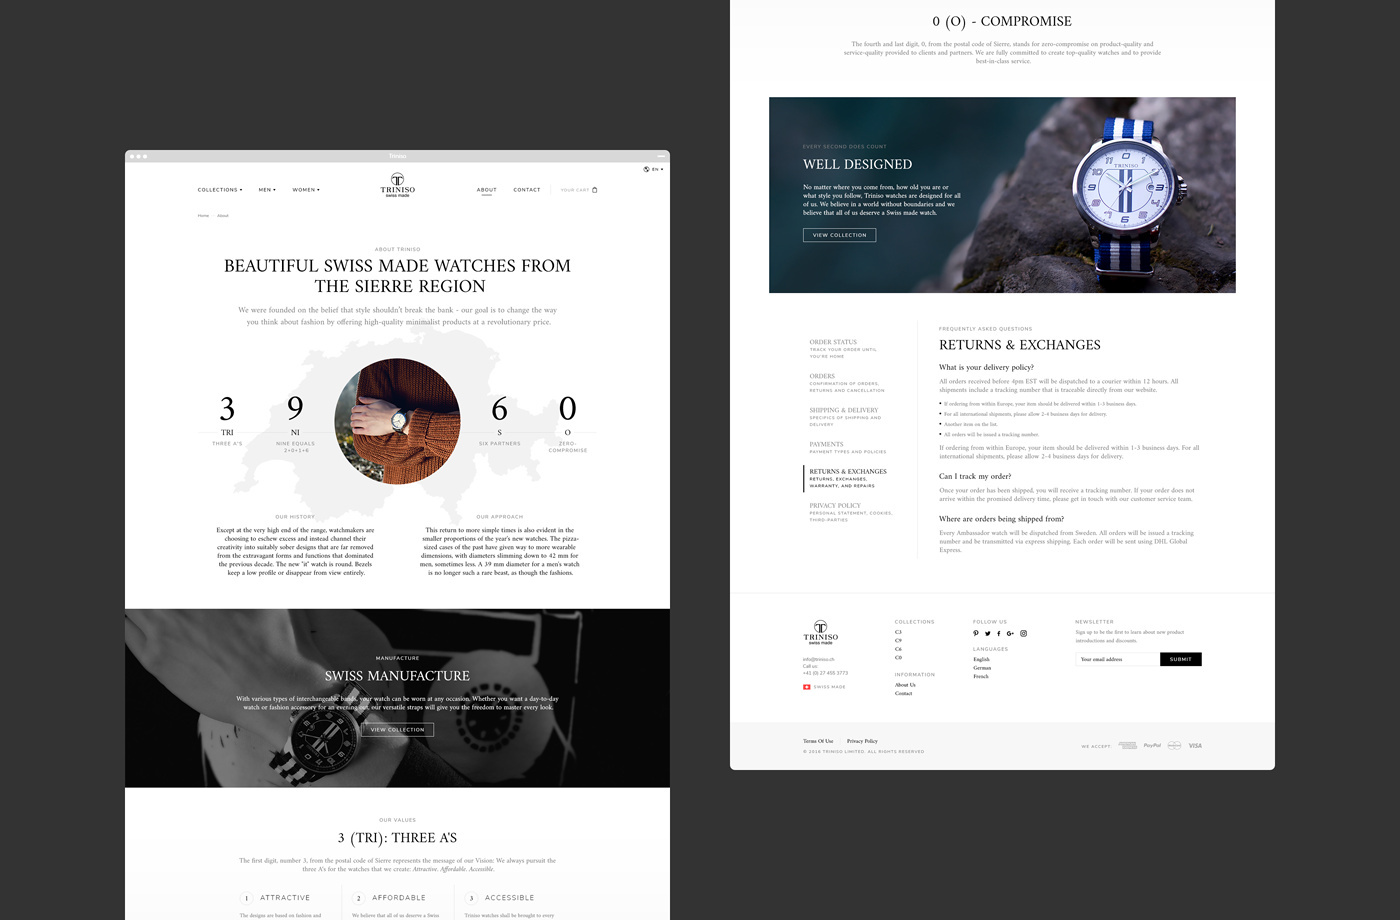 Triniso
EN
COLLECTIONS
MEN
WOMEN
TRINISO
swiss made
ABOUT
CONTACT
YOUR CART
Home
About
ABOUT TRINISO
BEAUTIFUL SWISS MADE WATCHES FROM
THE SIERRE REGION
We were founded on the belief that style shouldn't break the bank - our goal is to change the way
you think about fashion by offering high-quality minimalist products at a revolutionary price.
3
TRI
THREE A'S
9
NI
NINE EQUALS
2+0+1+6
6
S
SIX PARTNERS
0
O
ZERO-
COMPROMISE
OUR HISTORY
Except at the very high end of the range, watchmakers are
choosing to eschew excess and instead channel their
creativity into suitably sober designs that are far removed
from the extravagant forms and functions that dominated
the previous decade. The new "it" watch is round. Bezels
keep a low profile or disappear from view entirely.
OUR APPROACH
This return to more simples times is also evident in the
smaller proportions of the year's new watches. The pizza-
sized cases of the past have given way to more wearable
dimensions, with diameters slimming down to 42 mm for
men, sometimes less. A 39 mm diameter for a men's watch
is no longer such a rare beast, as though the fashions.
MANUFACTURE
SWISS MANUFACTURE
With various types of interchangeable bands, your watch can be worn at any occasion. Whether you want a day-to-day
watch or fashion accessory for an evening out, our versatile straps will give you the freedom to master every look.
VIEW COLLECTION
OUR VALUES
3 (TRI): THREE A'S
The first digit, number 3, from the postal code of Sierre represents the message of our Vision: We always pursuit the
three A's for the watches that we create: Attractive. Affordable. Accessible.
1 ATTRACTIVE
The designs are based on fashion and
2 AFFORDABLE
We believe that all of us deserve a Swiss
3 ACCESSIBLE
Triniso watches shall be brought to every
0 (O) - COMPROMISE
The fourth and last digit, 0, from the postal code of Sierre, stands for zero-compromise on product-quality and
service-quality provided to clients and partners. We are fully committed to create top-quality watches and to provide
best-in-class service.
EVERY SECOND DOES COUNT
WELL DESIGNED
No matter where you come from, how old you are or
what style you follow, Triniso watches are designed for all
of us. We believe in a world without boundaries and we
believe that all of us deserve a Swiss made watch.
VIEW COLLECTION
TRINISO
ORDER STATUS
TRACK YOUR ORDER UNTIL
YOU'RE HOME
ORDERS
CONFIRMATION OF ORDERS,
RETURNS AND CANCELLATION
SHIPPING & DELIVERY
SPECIFICS OF SHIPPING AND
DELIVERY
PAYMENTS
PAYMENT TYPES AND POLICIES
RETURNS & EXCHANGES
RETURNS, EXCHANGES,
WARRANTY, AND REPAIRS
PRIVACY POLICY
PERSONAL STATEMENT, COOKIES,
THIRD-PARTIES
FREQUENTLY ASKED QUESTIONS
RETURNS & EXCHANGES
What is your delivery policy?
All orders received before 4pm EST will be dispatched to a courier within 12 hours. All
shipments include a tracking number that is traceable directly from our website.
• If ordering from within Europe, your item should be delivered within 1-3 business days.
• For all international shipments, please allow 2-4 business days for delivery.
• Another item on the list.
• All orders will be issued a tracking number.
If ordering from within Europe, your item should be delivered within 1-3 business days. For all
international shipments, please allow 2-4 business days for delivery.
Can I track my order?
Once your order has been shipped, you will receive a tracking number. If your order does not
arrive within the promised delivery time, please get in touch with our customer service team.
Where are orders being shipped from?
Every Ambassador watch will be dispatched from Sweden. All orders will be issued a tracking
number and be transmitted via express shipping. Each order will be sent using DHL Global
Express.
TRINISO
swiss made
info@triniso.ch
Call us:
+41 (0) 27 455 3773
SWISS MADE
COLLECTIONS
C3
C9
C6
C0
INFORMATION
About Us
Contact
FOLLOW US
LANGUAGES
English
German
French
NEWSLETTER
Sign up to be the first to learn about new product
introductions and discounts.
Your email address
SUBMIT
Terms Of Use
Privacy Policy
© 2016 TRINISO LIMITED. ALL RIGHTS RESERVED
WE ACCEPT:
PayPal
VISA